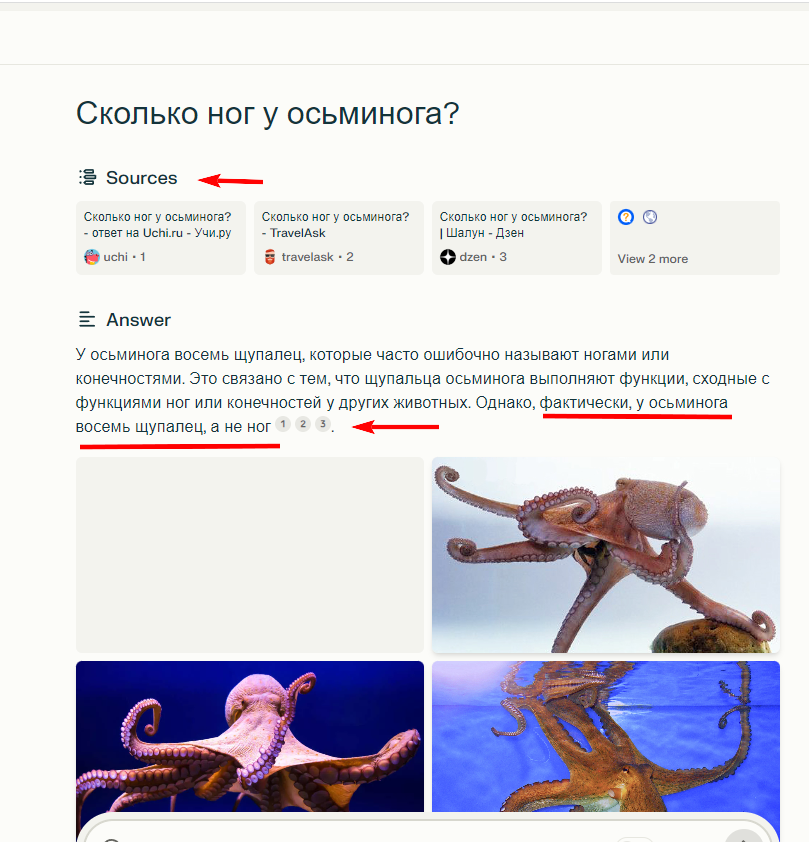 Сколько ног у осьминога?
Sources
Сколько ног у осьминога?
- ответ на Uchi.ru - Учи.ру
uchi • 1
Сколько ног у осьминога?
- TravelAsk
travelask • 2
Сколько ног у осьминога?
| Шалун - Дзен
dzen • 3
?
View 2 more
Answer
У осьминога восемь щупалец, которые часто ошибочно называют ногами или
конечностями. Это связано с тем, что щупальца осьминога выполняют функции, сходные с
функциями ног или конечностей у других животных. Однако, фактически, у осьминога
восемь щупалец, а не ног 1 2 3.